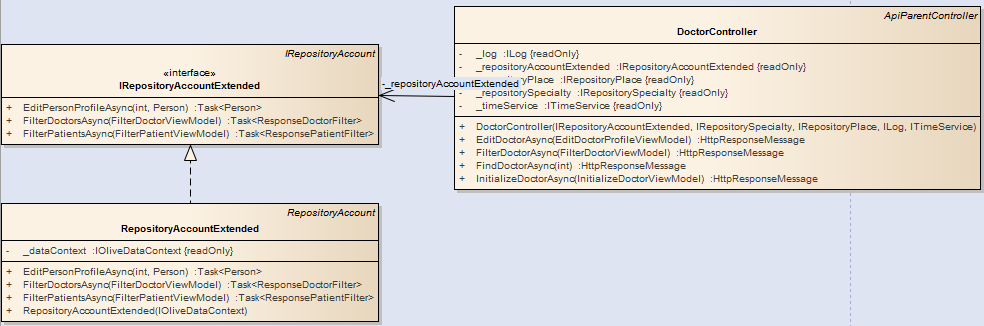 IRepositoryAccount
«interface»
IRepositoryAccountExtended
+ EditPersonProfileAsync(int, Person) :Task<Person>
+ FilterDoctorsAsync(FilterDoctorViewModel) :Task<ResponseDoctorFilter>
+ FilterPatientsAsync(FilterPatientViewModel) :Task<ResponsePatientFilter>
-_repositoryAccountExtended
ApiParentController
DoctorController
- _log :ILog {readOnly}
- _repositoryAccountExtended :IRepositoryAccountExtended {readOnly}
:IRepositoryPlace {readOnly}
- _repositorySpecialty :IRepositorySpecialty {readOnly}
- _timeService :ITimeService {readOnly}
+ DoctorController(IRepositoryAccountExtended, IRepositorySpecialty, IRepositoryPlace, ILog, ITimeService)
+ EditDoctorAsync(EditDoctorProfileViewModel) :HttpResponseMessage
+ FilterDoctorAsync(FilterDoctorViewModel) :HttpResponseMessage
+ FindDoctorAsync(int) :HttpResponseMessage
+ InitializeDoctorAsync(InitializeDoctorViewModel) :HttpResponseMessage
RepositoryAccount
RepositoryAccountExtended
- _dataContext :IOliveDataContext {readOnly}
+ EditPersonProfileAsync(int, Person) :Task<Person>
+ FilterDoctorsAsync(FilterDoctorViewModel) :Task<ResponseDoctorFilter>
+ FilterPatientsAsync(FilterPatientViewModel) :Task<ResponsePatientFilter>
+ RepositoryAccountExtended(IOliveDataContext)